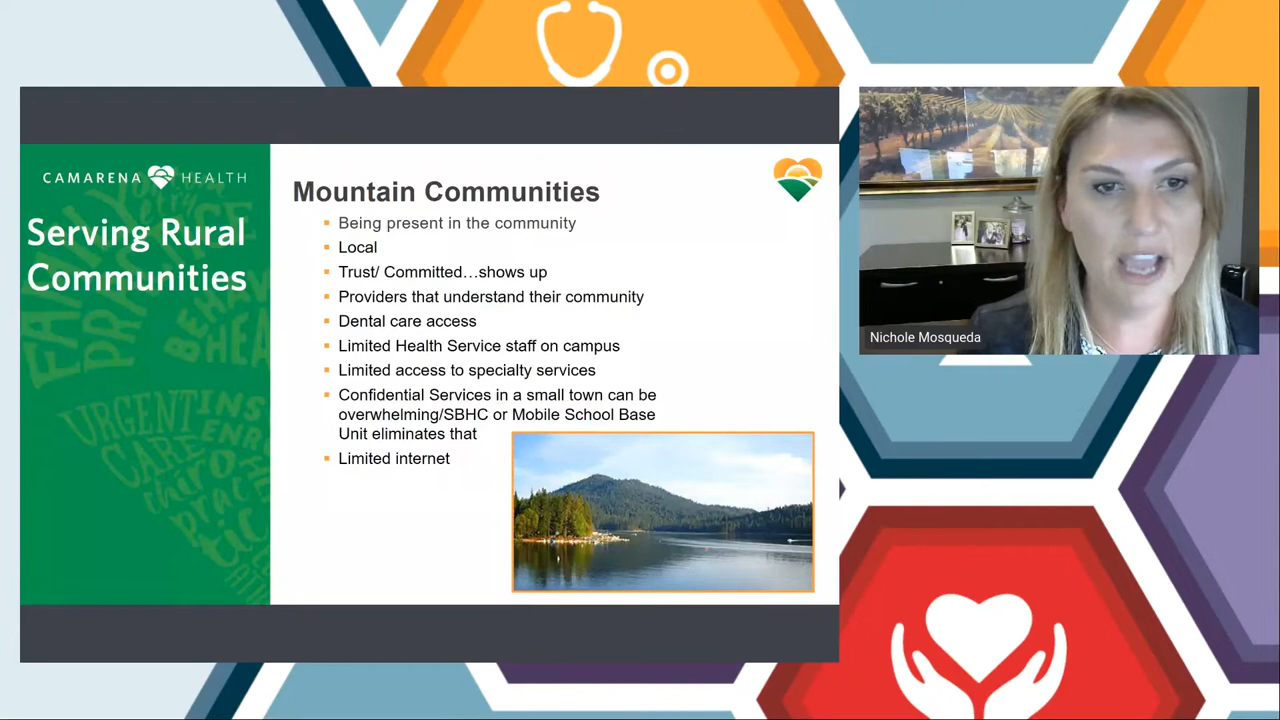 CAMARENA HEALTH
Serving Rural
Communities
Mountain Communities
Being present in the community
Local
Trust/ Committed…shows up
Providers that understand their community
Dental care access
Limited Health Service staff on campus
Limited access to specialty services
Confidential Services in a small town can be
overwhelming/SBHC or Mobile School Base
Unit eliminates that
Limited internet
URGENT
Nichole Mosqueda